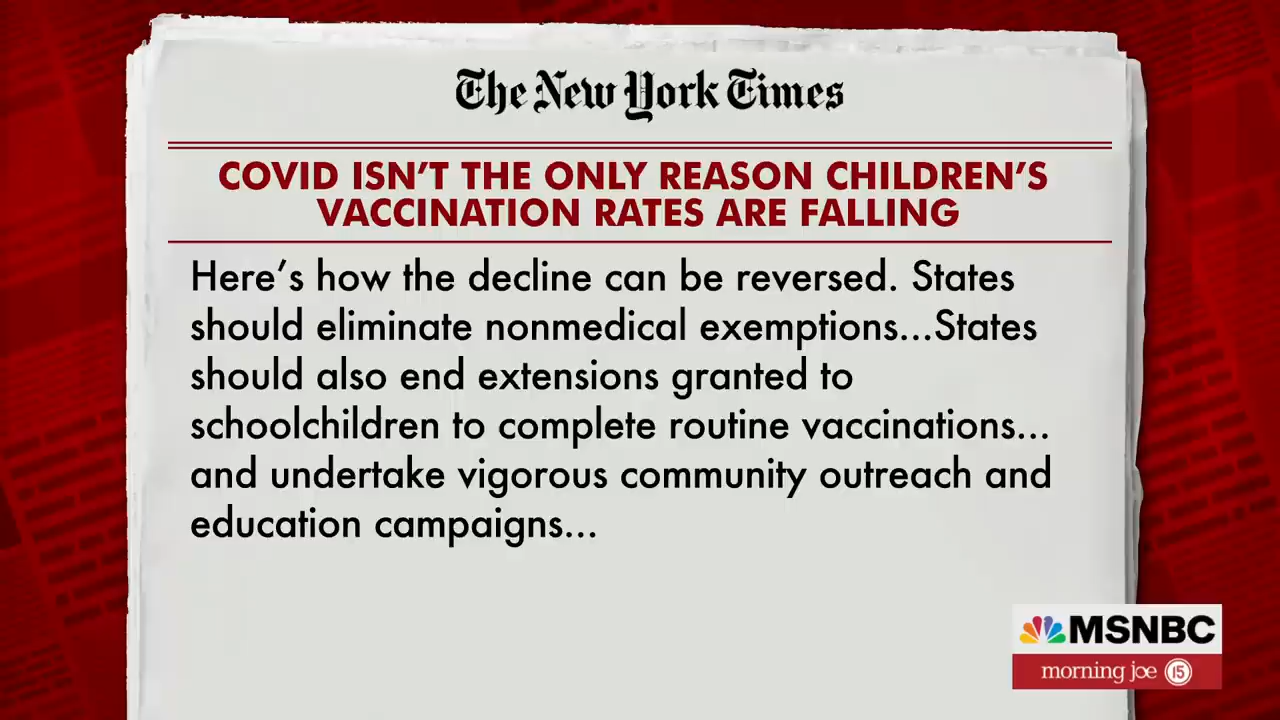 The New York Times
COVID ISN'T THE ONLY REASON CHILDREN'S
VACCINATION RATES ARE FALLING
Here's how the decline can be reversed. States
should eliminate nonmedical exemptions...States
should also end extensions granted to
schoolchildren to complete routine vaccinations...
and undertake vigorous community outreach and
education campaigns...
MSNBC
morning joe 15